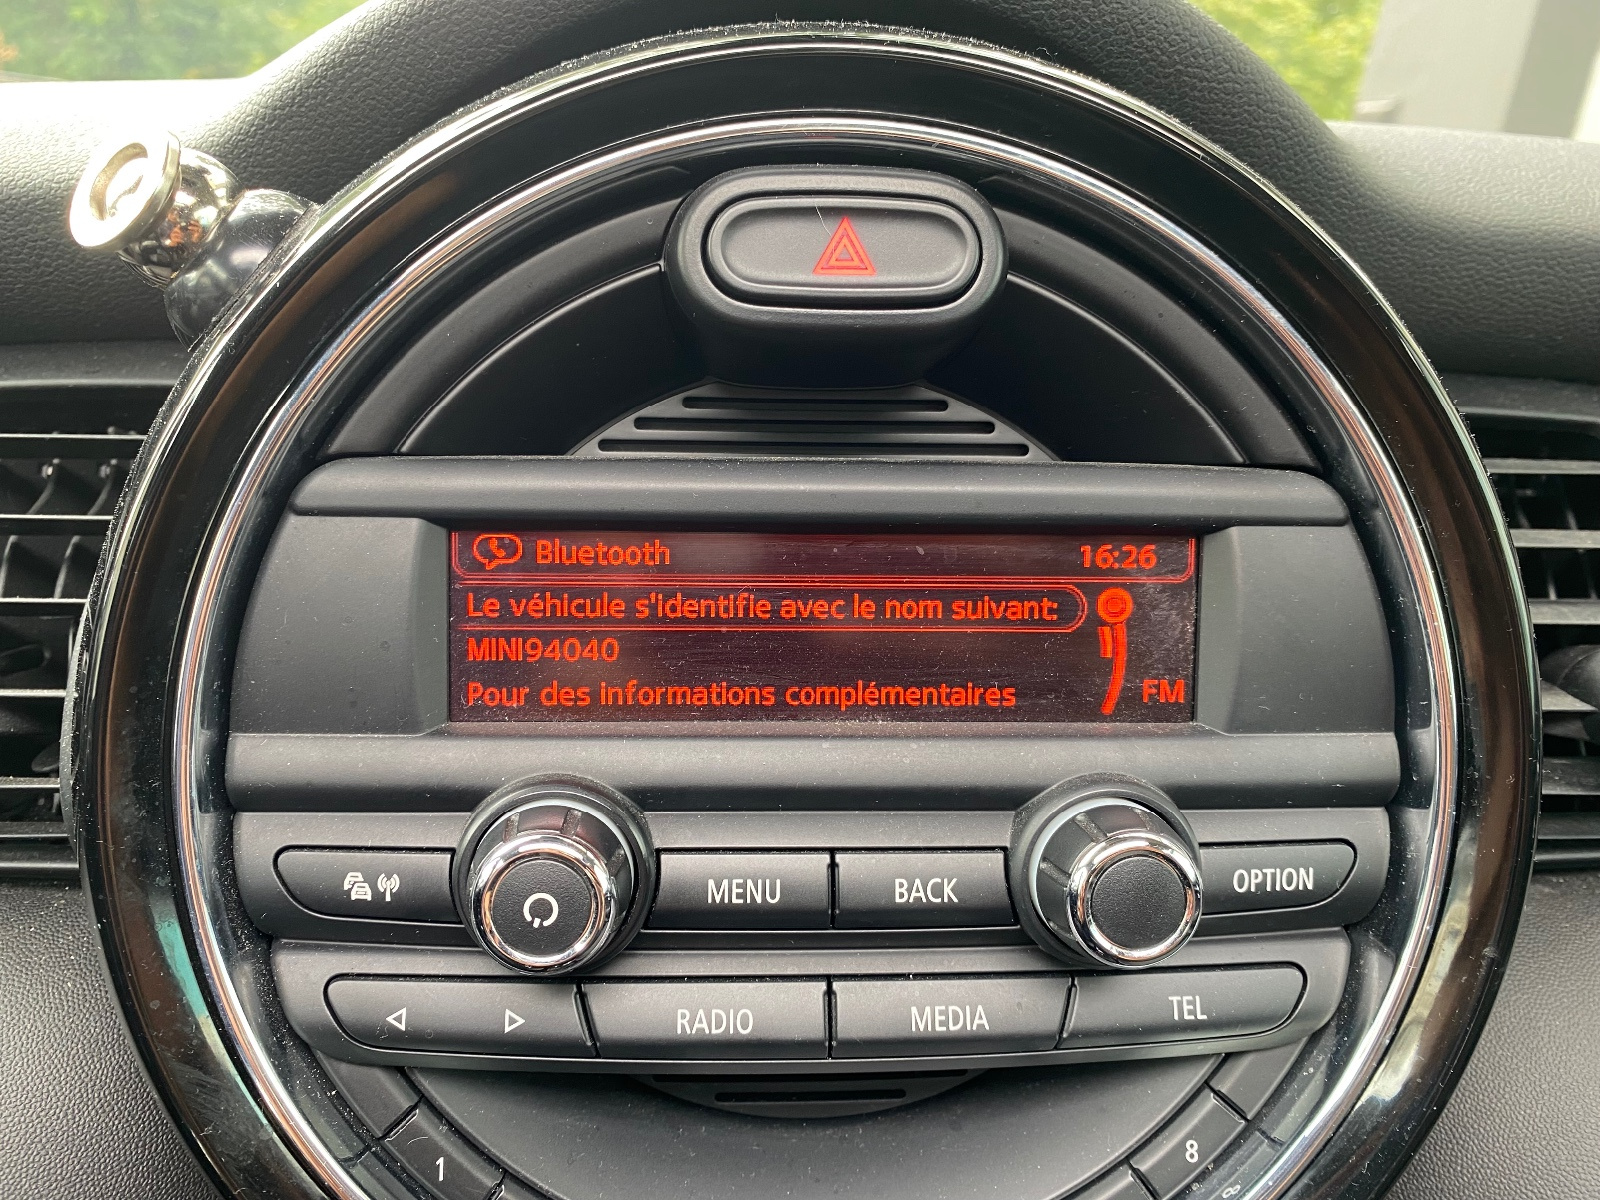 Bluetooth 16:26
Le véhicule s'identifie avec le nom suivant:
MINI94040
Pour des informations complémentaires FM
MENU BACK OPTION
RADIO MEDIA TEL
1 8